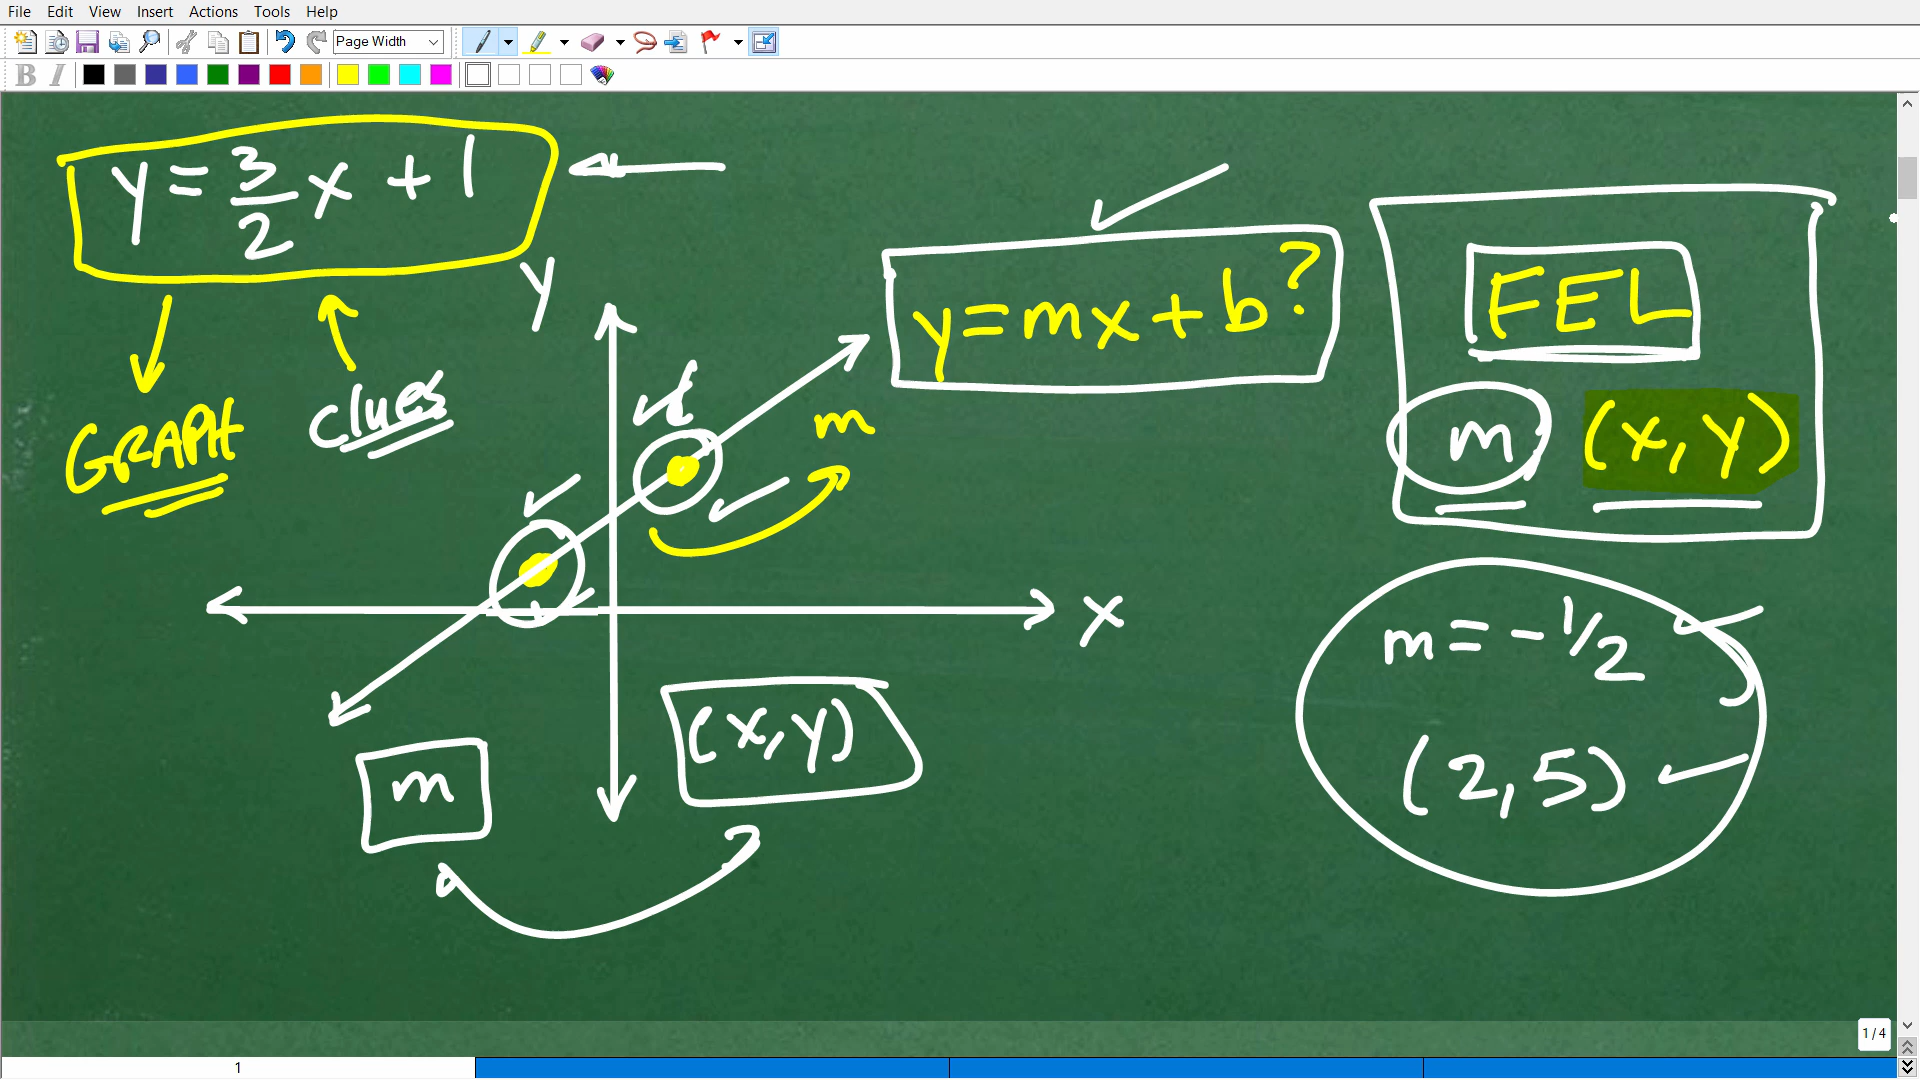 File Edit View Insert Actions Tools Help
Page Width
B I
y = 3/2 x + 1
y
y = mx + b?
FEL
m (x, y)
GRAPH
clues
m
x
m = - 1/2
(2, 5)
m
(x, y)
1 / 4
1